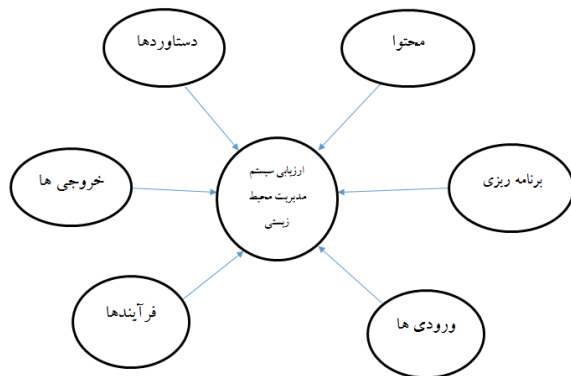 محتوا
دستاوردها
ارزیابی سیستم
مدیریت محیط
زیستی
برنامه ریزی
خروجی ها
ورودی ها
فرآیندها